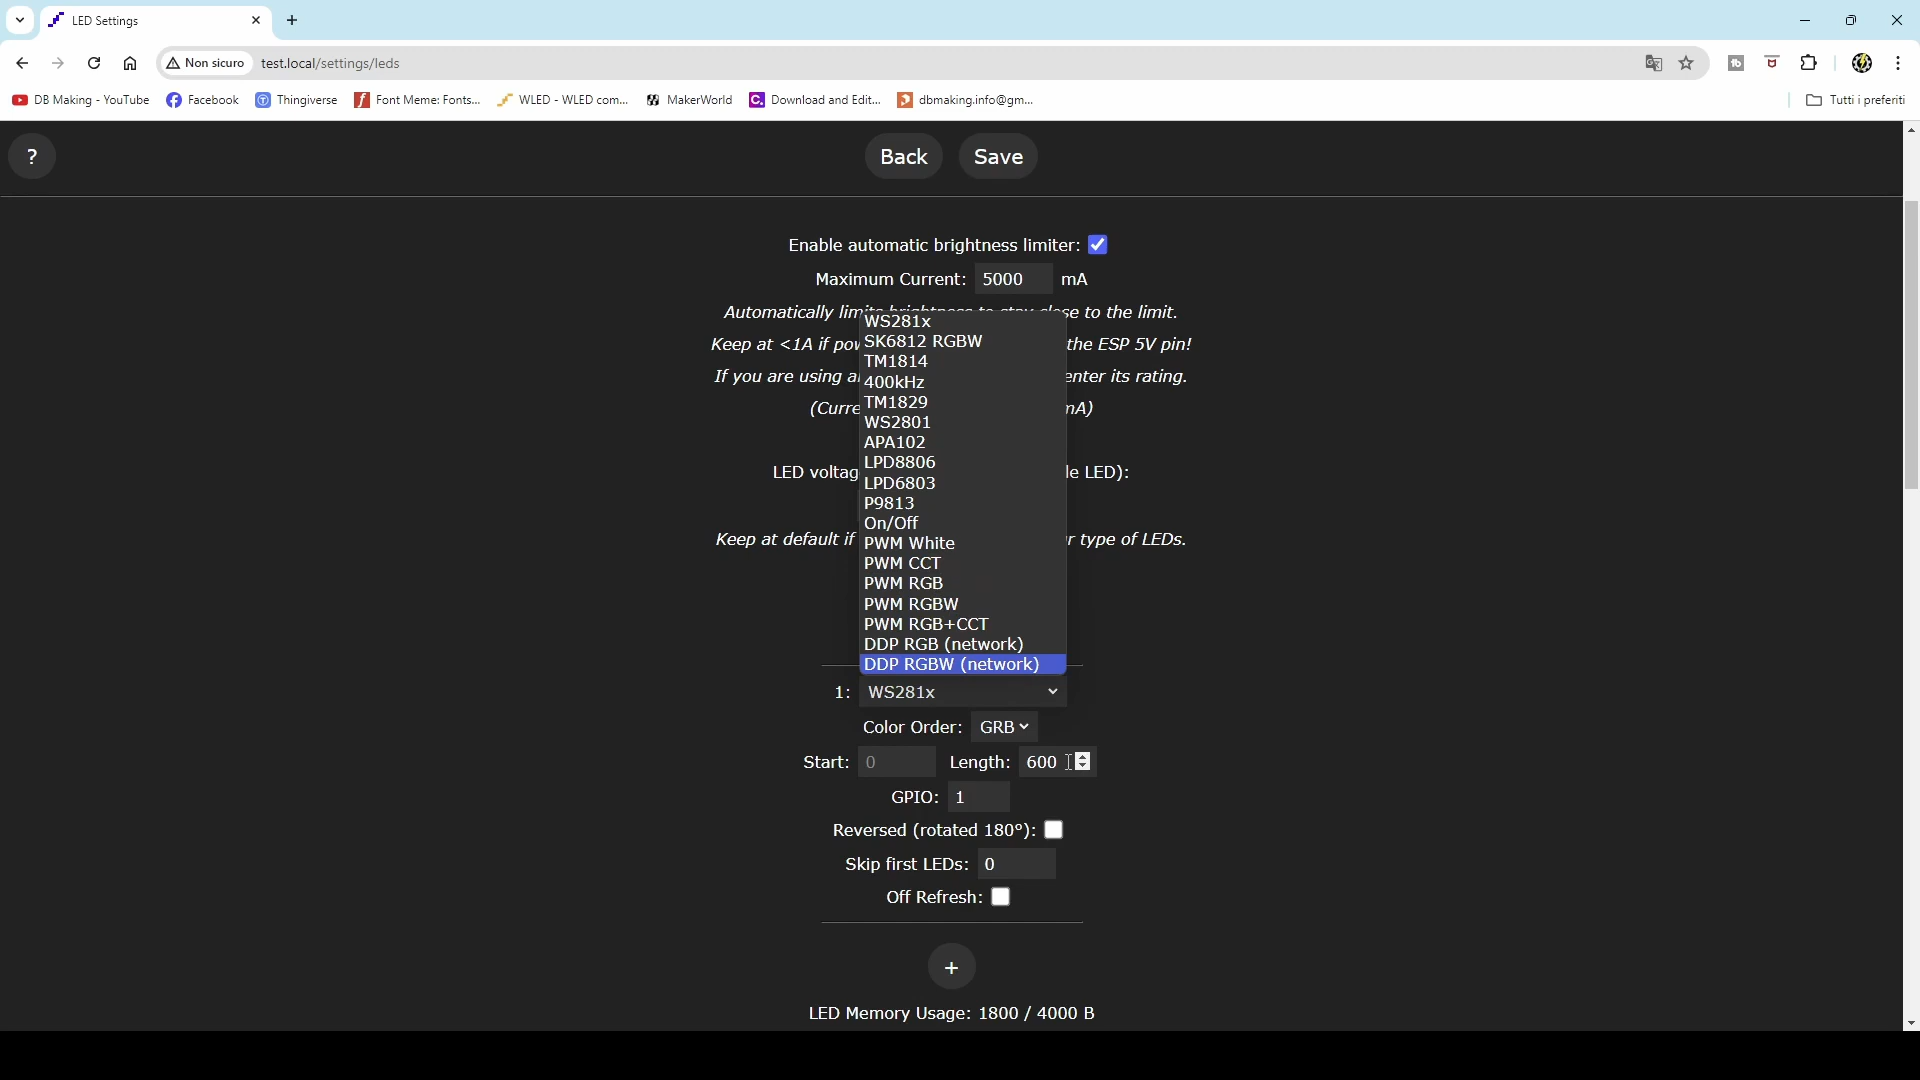 LED Settings
Non sicuro test.local/settings/leds
DB Making - YouTube Facebook Thingiverse Font Meme: Fonts... WLED - WLED com... MakerWorld Download and Edit... dbmaking.info@gm... Tutti i preferiti
? Back Save
Enable automatic brightness limiter:
Maximum Current: 5000 mA
Automatically limits brightness to stay close to the limit.
Keep at <1A if pow the ESP 5V pin!
If you are using a enter its rating.
(Curre mA)
LED voltag le LED):
Keep at default if r type of LEDs.
WS281x
SK6812 RGBW
TM1814
400kHz
TM1829
WS2801
APA102
LPD8806
LPD6803
P9813
On/Off
PWM White
PWM CCT
PWM RGB
PWM RGBW
PWM RGB+CCT
DDP RGB (network)
DDP RGBW (network)
1: WS281x
Color Order: GRB
Start: 0 Length: 600
GPIO: 1
Reversed (rotated 180°):
Skip first LEDs: 0
Off Refresh:
+
LED Memory Usage: 1800 / 4000 B